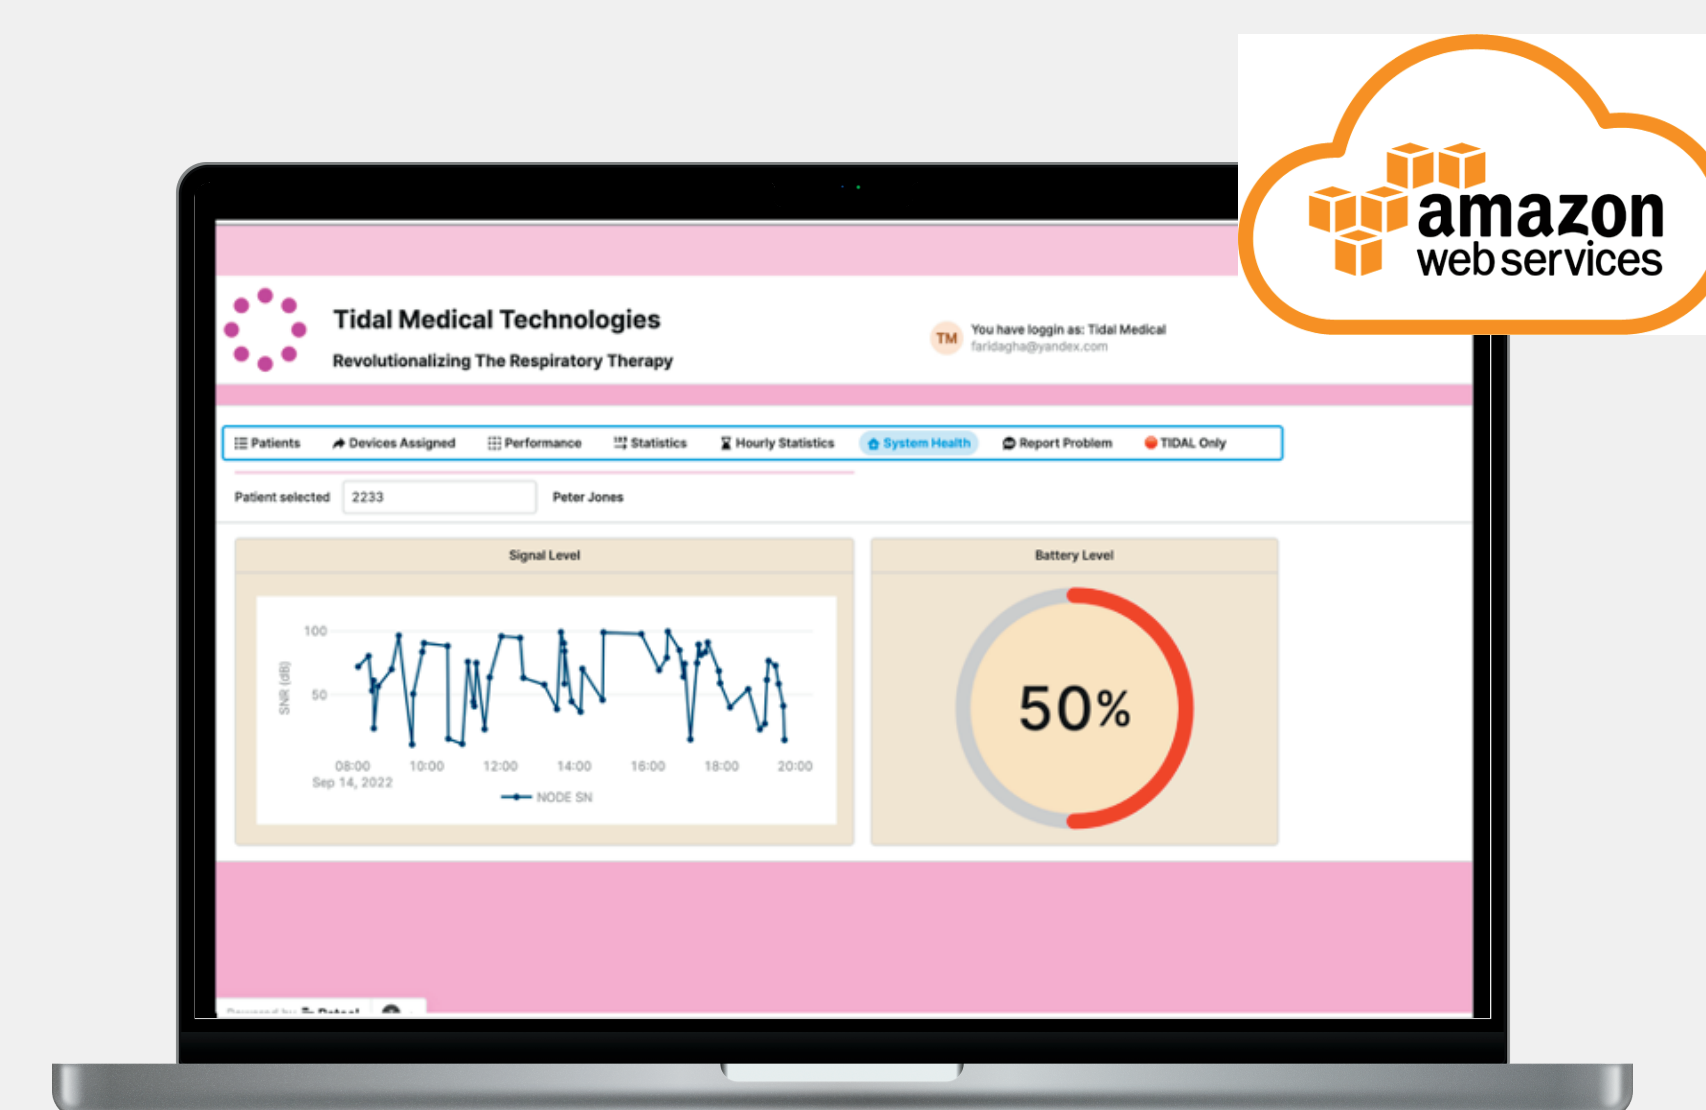 amazon
web services
Tidal Medical Technologies
Revolutionalizing The Respiratory Therapy
TM
You have loggin as: Tidal Medical
faridagha@yandex.com
Patients Devices Assigned Performance Statistics Hourly Statistics System Health Report Problem TIDAL Only
Patient selected 2233 Peter Jones
Signal Level
Battery Level
100
50
SNR (dB)
08:00 10:00 12:00 14:00 16:00 18:00 20:00
Sep 14, 2022
NODE SN
50%